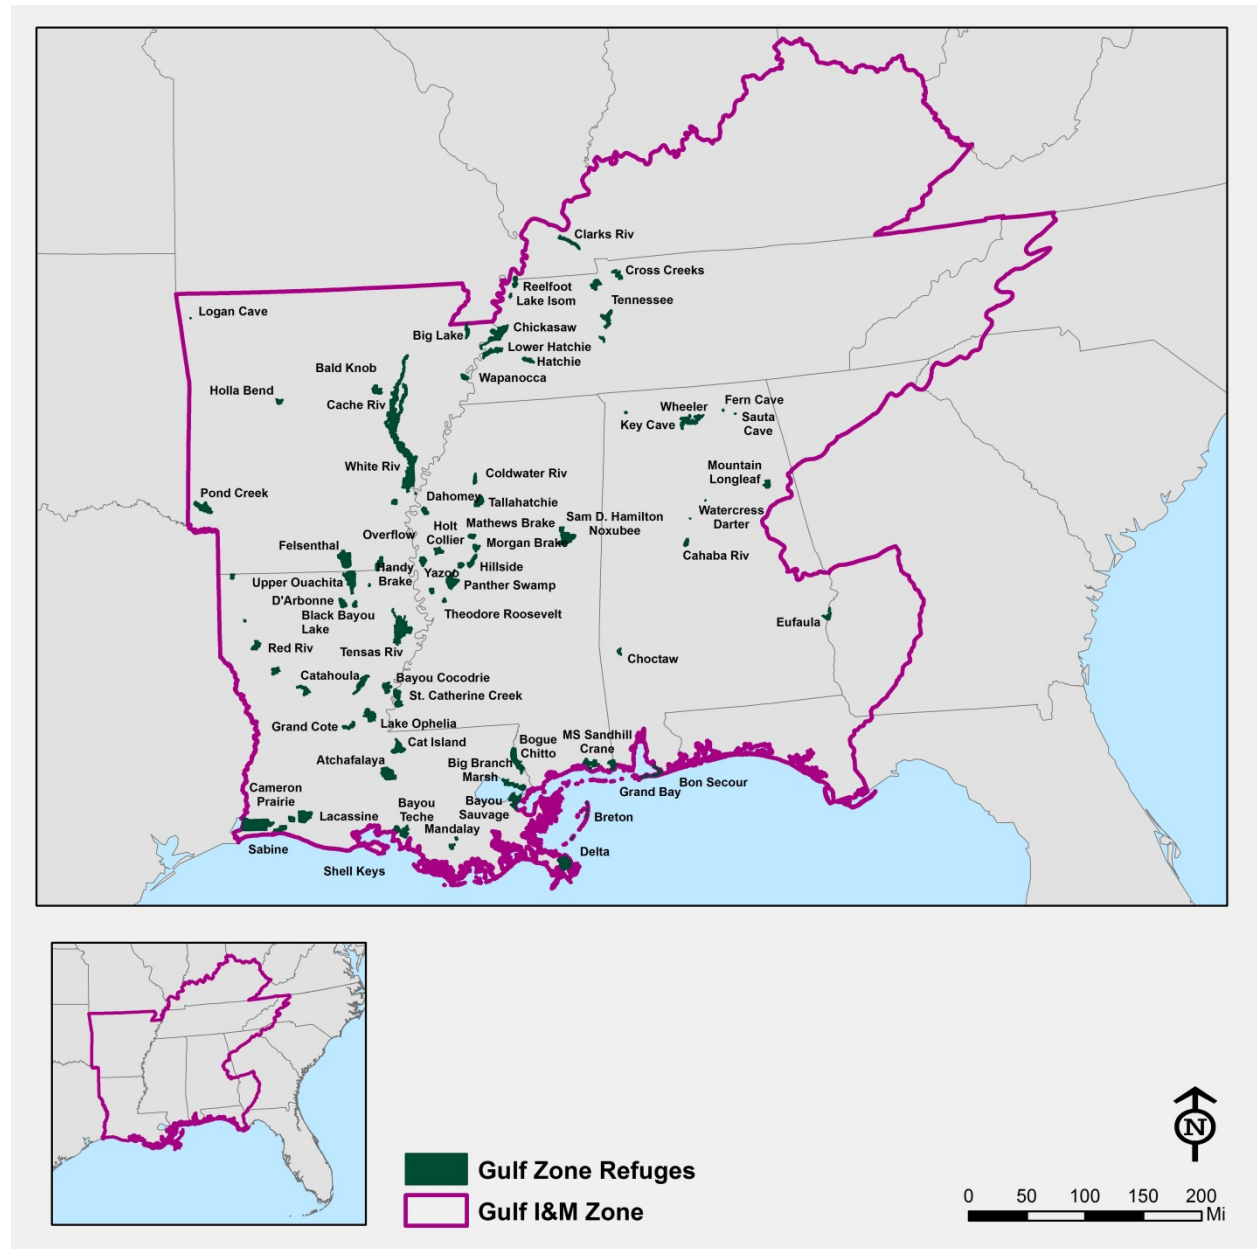 Clarks Riv
Cross Creeks
Reelfoot
Lake Isom
Tennessee
Logan Cave
Big Lake
Chickasaw
Lower Hatchie
Hatchie
Bald Knob
Wapanocca
Holla Bend
Cache Riv
Wheeler
Fern Cave
Key Cave
Sauta
Cave
White Riv
Coldwater Riv
Mountain
Longleaf
Pond Creek
Dahomey
Tallahatchie
Watercress
Darter
Overflow
Holt
Collier
Mathews Brake
Sam D. Hamilton
Noxubee
Felsenthal
Morgan Brake
Cahaba Riv
Handy
Brake
Yazoo
Hillside
Upper Ouachita
Panther Swamp
D'Arbonne
Black Bayou
Lake
Theodore Roosevelt
Eufaula
Red Riv
Tensas Riv
Choctaw
Catahoula
Bayou Cocodrie
St. Catherine Creek
Grand Cote
Lake Ophelia
Cat Island
Bogue
Chitto
MS Sandhill
Crane
Atchafalaya
Big Branch
Marsh
Grand Bay
Bon Secour
Cameron
Prairie
Lacassine
Bayou
Teche
Bayou
Sauvage
Breton
Mandalay
Sabine
Delta
Shell Keys
N
Gulf Zone Refuges
Gulf I&M Zone
0 50 100 150 200
Mi